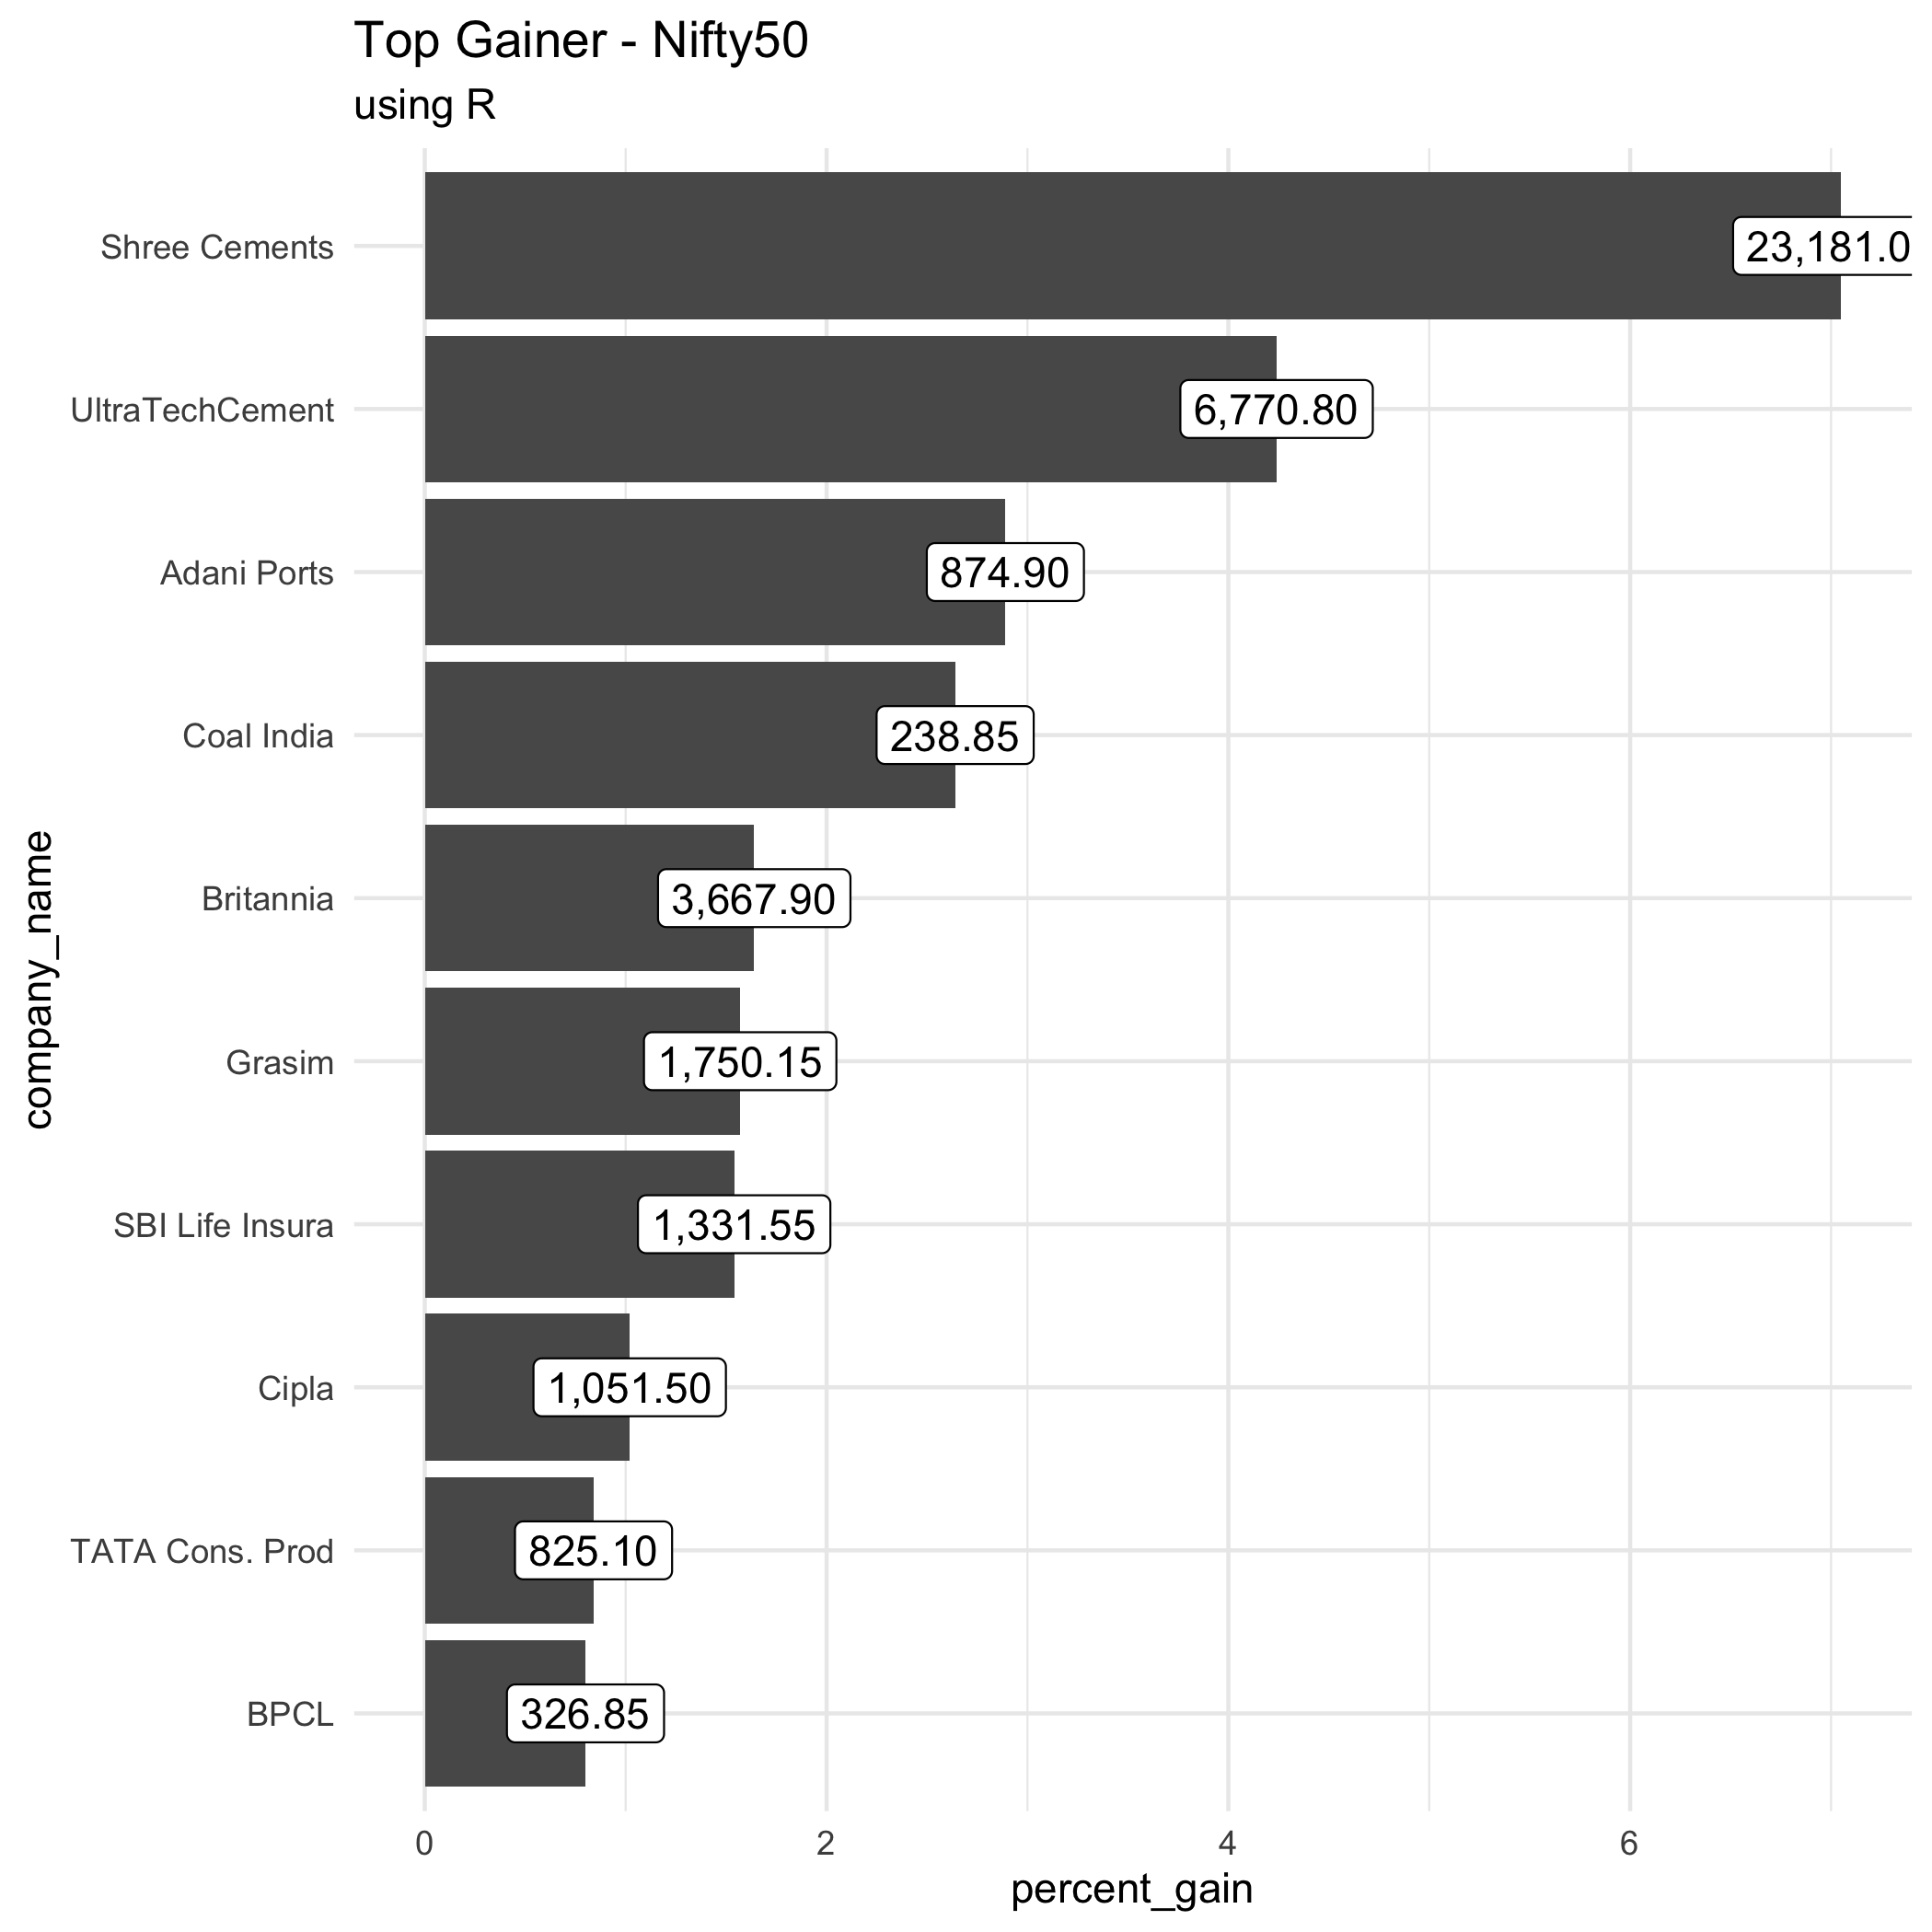 Top Gainer - Nifty50
using R
Shree Cements
23,181.0
UltraTechCement
6,770.80
Adani Ports
874.90
Coal India
238.85
Britannia
3,667.90
Grasim
1,750.15
SBI Life Insura
1,331.55
Cipla
1,051.50
TATA Cons. Prod
825.10
BPCL
326.85
company_name
0 2 4 6
percent_gain